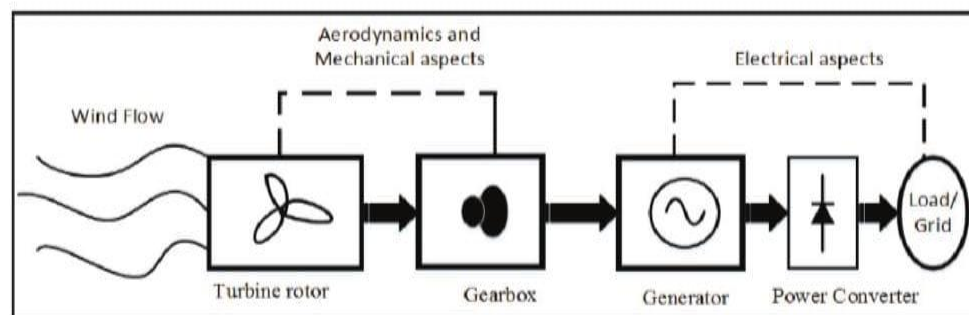 Aerodynamics and
Mechanical aspects
Electrical aspects
Wind Flow
Load/
Grid
Turbine rotor
Gearbox
Generator
Power Converter